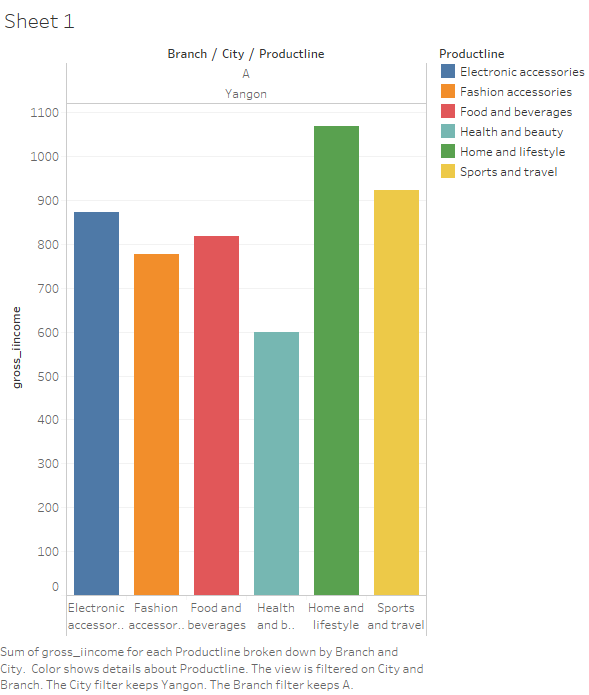 Sheet 1
Branch / City / Productline
A
Yangon
1100
1000
900
800
700
600
500
400
300
200
100
0
gross_iincome
Electronic accessor..
Fashion accessor..
Food and beverages
Health and b..
Home and lifestyle
Sports and travel
Productline
Electronic accessories
Fashion accessories
Food and beverages
Health and beauty
Home and lifestyle
Sports and travel
Sum of gross_iincome for each Productline broken down by Branch and
City.  Color shows details about Productline. The view is filtered on City and
Branch. The City filter keeps Yangon. The Branch filter keeps A.